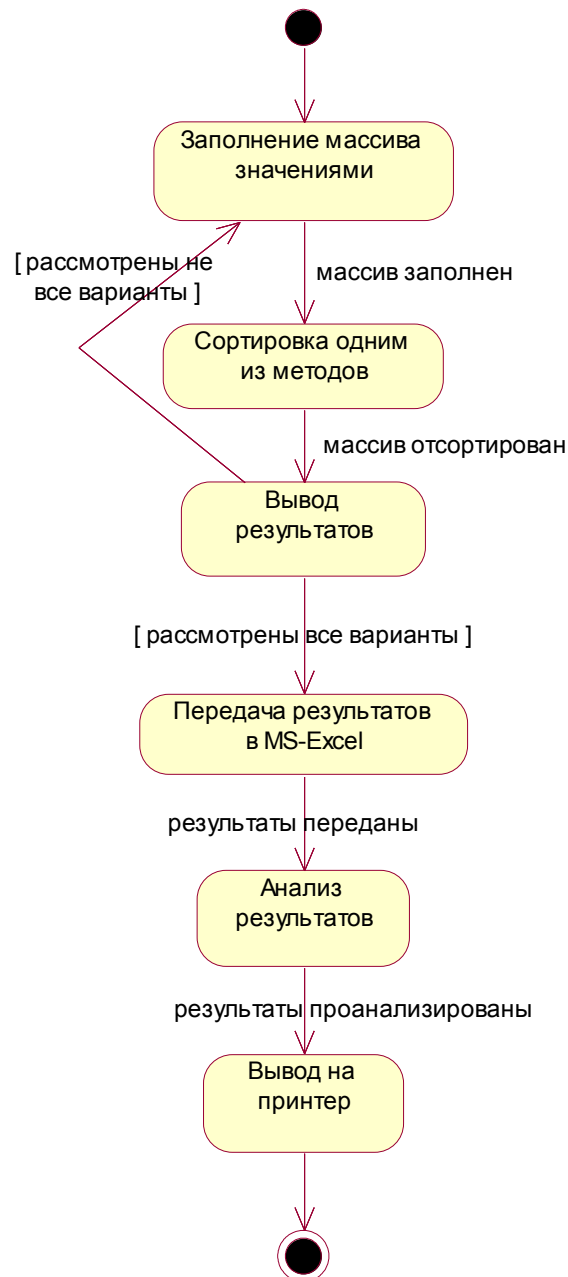 Заполнение массива
значениями
[ рассмотрены не
все варианты ]
массив заполнен
Сортировка одним
из методов
массив отсортирован
Вывод
результатов
[ рассмотрены все варианты ]
Передача результатов
в MS-Excel
результаты переданы
Анализ
результатов
результаты проанализированы
Вывод на
принтер